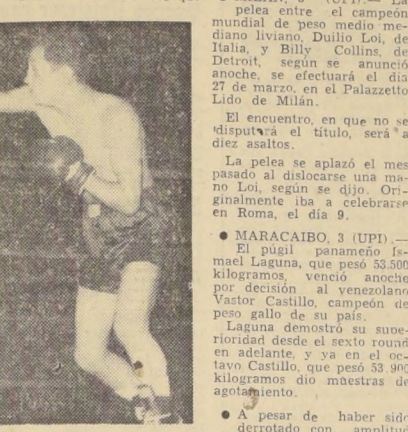 (UPI).— La
pelea entre el campeón
mundial de peso medio me-
diano liviano, Duilio Loi, de
Italia, y Billy Collins, de
Detroit, según se anunció
anoche, se efectuará el día
27 de marzo, en el Palazzetto
Lido de Milán.
El encuentro, en que no se
disputará el título, será a
diez asaltos.
La pelea se aplazó el mes
pasado al dislocarse una ma-
no Loi, según se dijo. Ori-
ginalmente iba a celebrarse
en Roma, el día 9.
● MARACAIBO, 3 (UPI).—
El púgil panameño Is-
mael Laguna, que pesó 53.500
kilogramos, venció anoche
por decisión al venezolano
Vastor Castillo, campeón de
peso gallo de su país.
Laguna demostró su supe-
rioridad desde el sexto round
en adelante, y ya en el oc-
tavo Castillo, que pesó 53.900
kilogramos dio muestras de
agotamiento.
● A pesar de haber sido
derrotado con amplitud